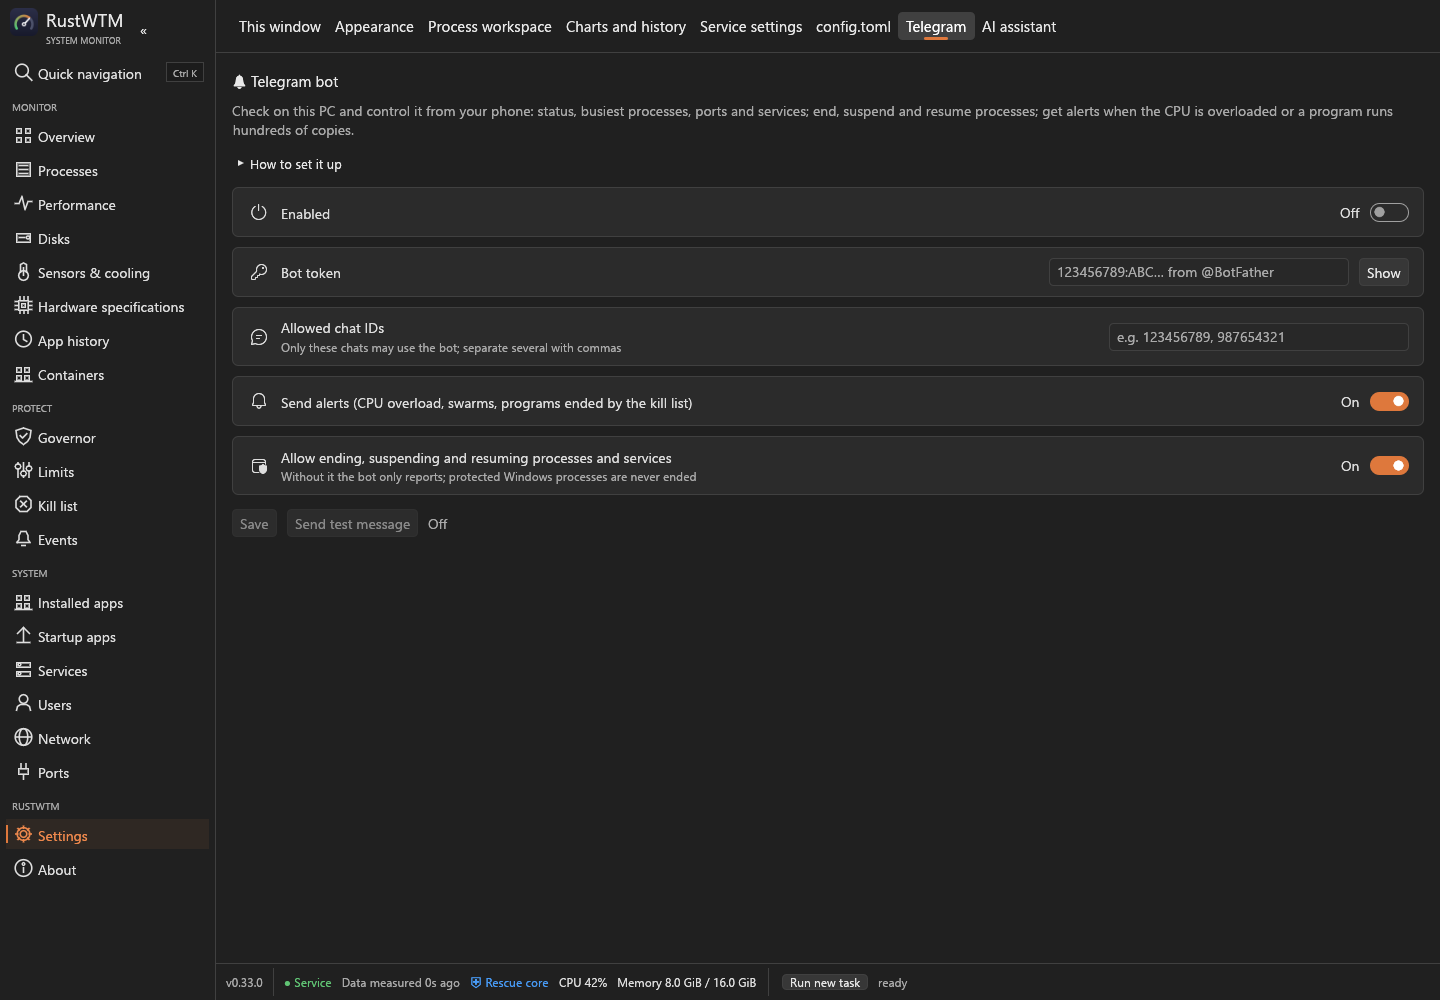 RustWTM
SYSTEM MONITOR
«
Quick navigation
Ctrl K
MONITOR
Overview
Processes
Performance
Disks
Sensors & cooling
Hardware specifications
App history
Containers
PROTECT
Governor
Limits
Kill list
Events
SYSTEM
Installed apps
Startup apps
Services
Users
Network
Ports
RUSTWTM
Settings
About
This window Appearance Process workspace Charts and history Service settings config.toml Telegram AI assistant
Telegram bot
Check on this PC and control it from your phone: status, busiest processes, ports and services; end, suspend and resume processes; get alerts when the CPU is overloaded or a program runs
hundreds of copies.
How to set it up
Enabled
Off
Bot token
123456789:ABC... from @BotFather
Show
Allowed chat IDs
Only these chats may use the bot; separate several with commas
e.g. 123456789, 987654321
Send alerts (CPU overload, swarms, programs ended by the kill list)
On
Allow ending, suspending and resuming processes and services
Without it the bot only reports; protected Windows processes are never ended
On
Save
Send test message
Off
v0.33.0
Service
Data measured 0s ago
Rescue core
CPU 42%
Memory 8.0 GiB / 16.0 GiB
Run new task
ready